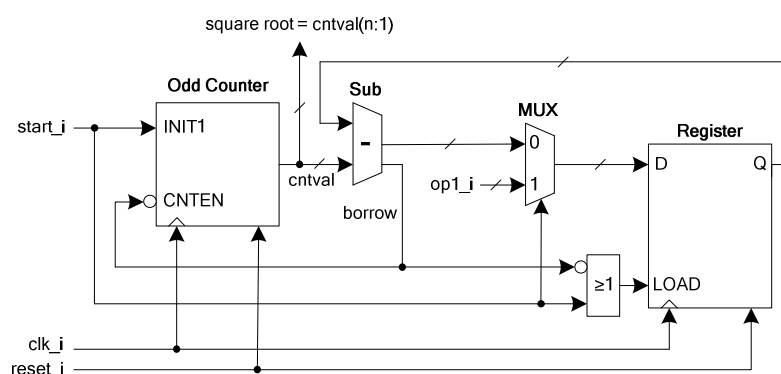 square root = cntval(n:1)
Odd Counter
Sub
MUX
Register
start_i
INIT1
-
0
D
Q
cntval
op1_i
1
CNTEN
borrow
≥1
LOAD
clk_i
reset_i